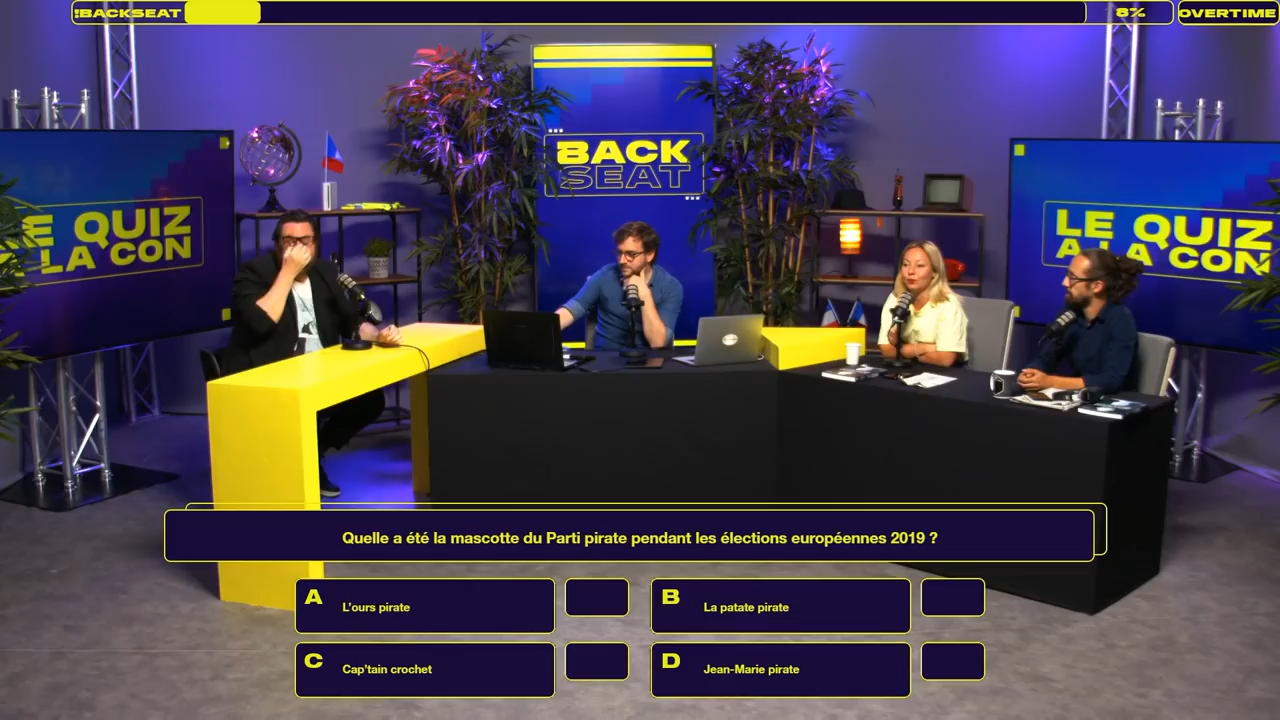 !BACKSEAT
8%
OVERTIME
BACK
SEAT
LE QUIZ
A LA CON
LE QUIZ
A LA CON
Quelle a été la mascotte du Parti pirate pendant les élections européennes 2019 ?
A L'ours pirate
B La patate pirate
C Cap'tain crochet
D Jean-Marie pirate